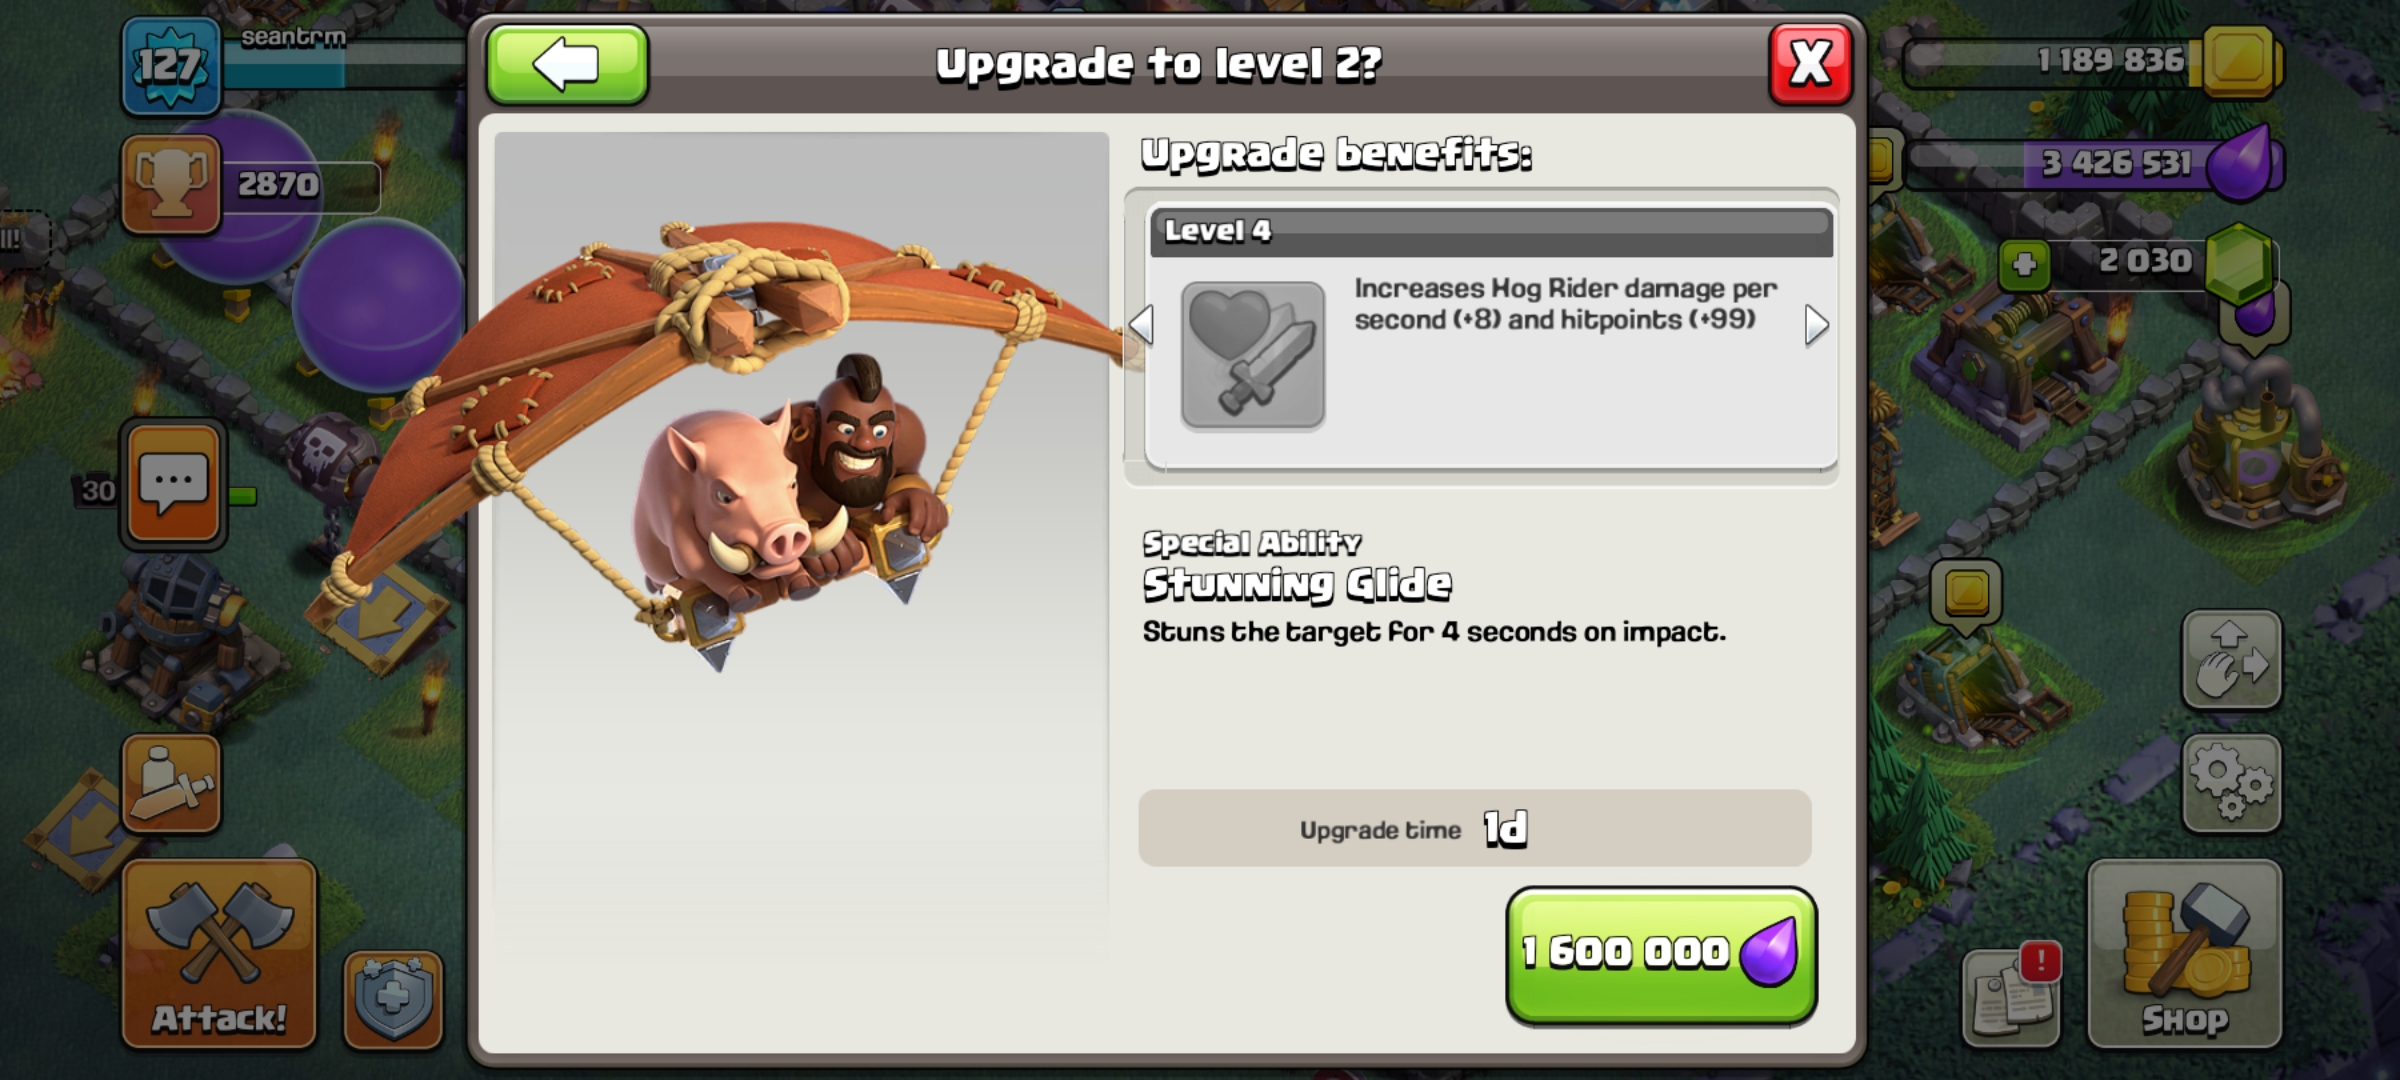 seantrm
127
2870
ll!
30
Attack!
Upgrade to level 2?
X
Upgrade benefits:
Level 4
Increases Hog Rider damage per
second (+8) and hitpoints (+99)
Special Ability
Stunning Glide
Stuns the target for 4 seconds on impact.
Upgrade time 1d
1 600 000
1 189 836
3 426 531
+ 2 030
!
Shop